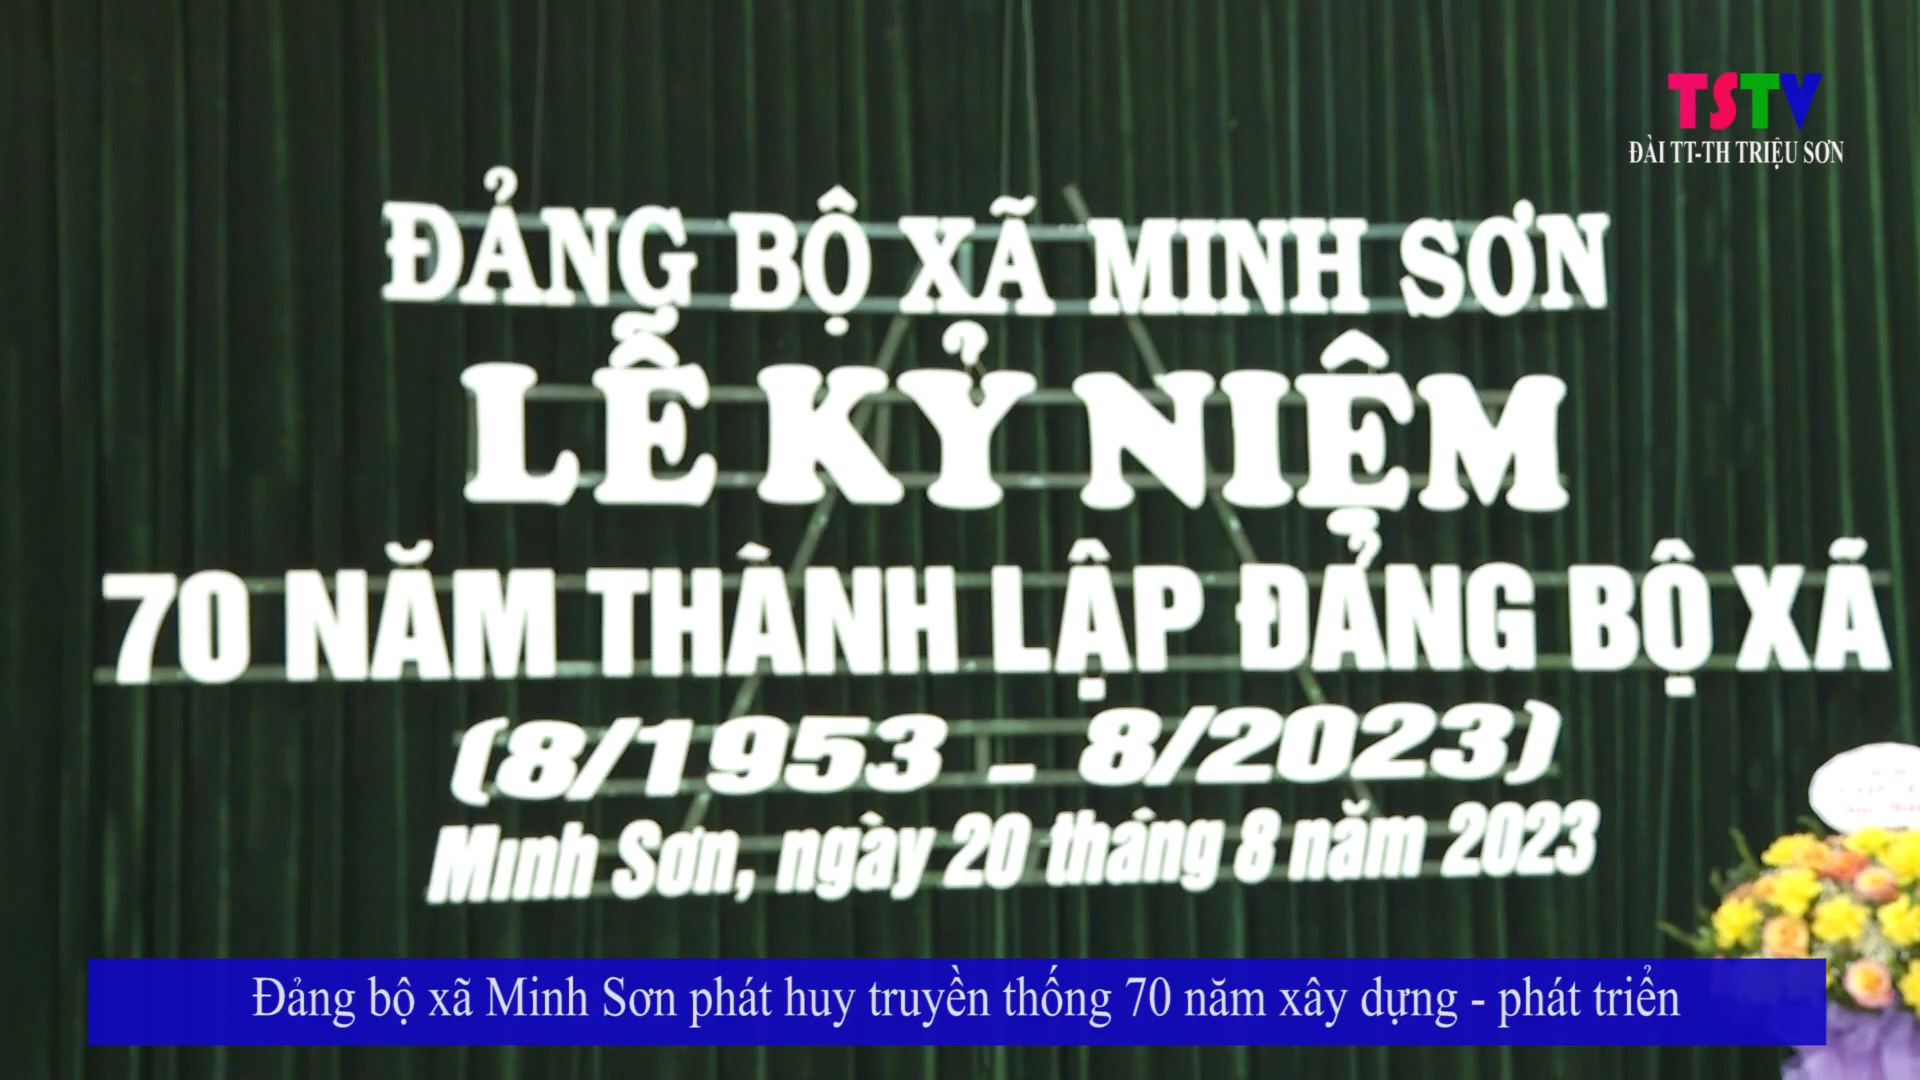 TSTV
ĐÀI TT-TH TRIỆU SƠN
ĐẢNG BỘ XÃ MINH SƠN
LỄ KỶ NIỆM
70 NĂM THÀNH LẬP ĐẢNG BỘ XÃ
(8/1953 - 8/2023)
Minh Sơn, ngày 20 tháng 8 năm 2023
Đảng bộ xã Minh Sơn phát huy truyền thống 70 năm xây dựng - phát triển